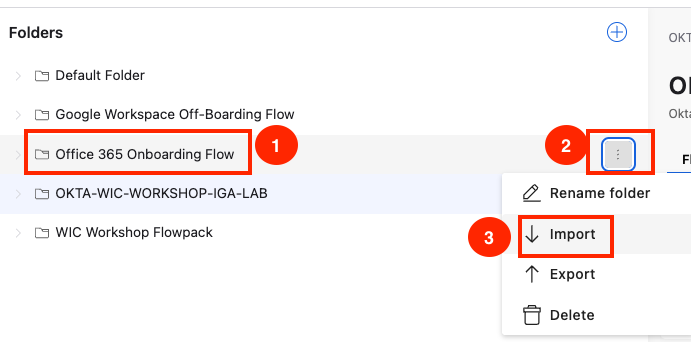 Folders
OKT
Default Folder
OK
Google Workspace Off-Boarding Flow
Okta
1
2
Office 365 Onboarding Flow
Fl
OKTA-WIC-WORKSHOP-IGA-LAB
Rename folder
WIC Workshop Flowpack
3
Import
Export
Delete